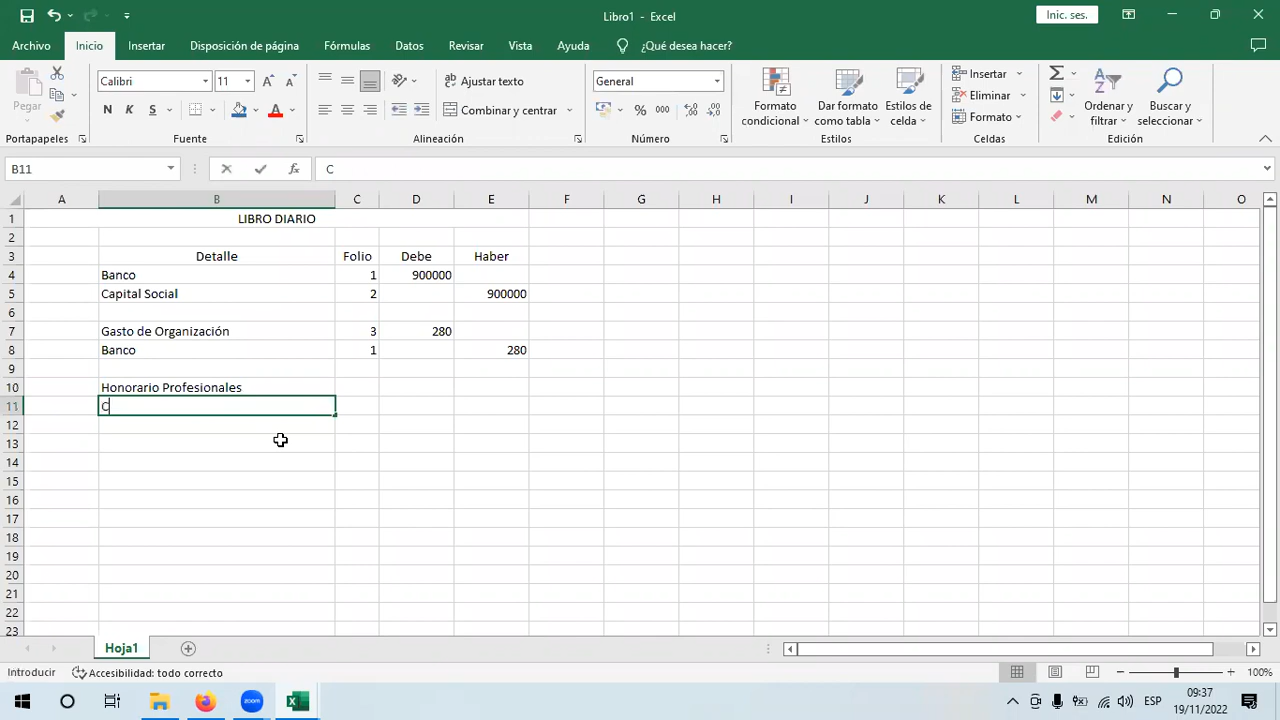 Libro1 - Excel
Inic. ses.
Archivo Inicio Insertar Disposición de página Fórmulas Datos Revisar Vista Ayuda ¿Qué desea hacer?
Pegar
Calibri 11
N K S
Ajustar texto
Combinar y centrar
General
% 000
Formato condicional
Dar formato como tabla
Estilos de celda
Insertar
Eliminar
Formato
Ordenar y filtrar
Buscar y seleccionar
Portapapeles Fuente Alineación Número Estilos Celdas Edición
B11 fx C
A B C D E F G H I J K L M N O
1 LIBRO DIARIO
2
3 Detalle Folio Debe Haber
4 Banco 1 900000
5 Capital Social 2 900000
6
7 Gasto de Organización 3 280
8 Banco 1 280
9
10 Honorario Profesionales
11 C
12
13
14
15
16
17
18
19
20
21
22
23
Hoja1
Introducir Accesibilidad: todo correcto 100%
zoom ESP 09:37
19/11/2022